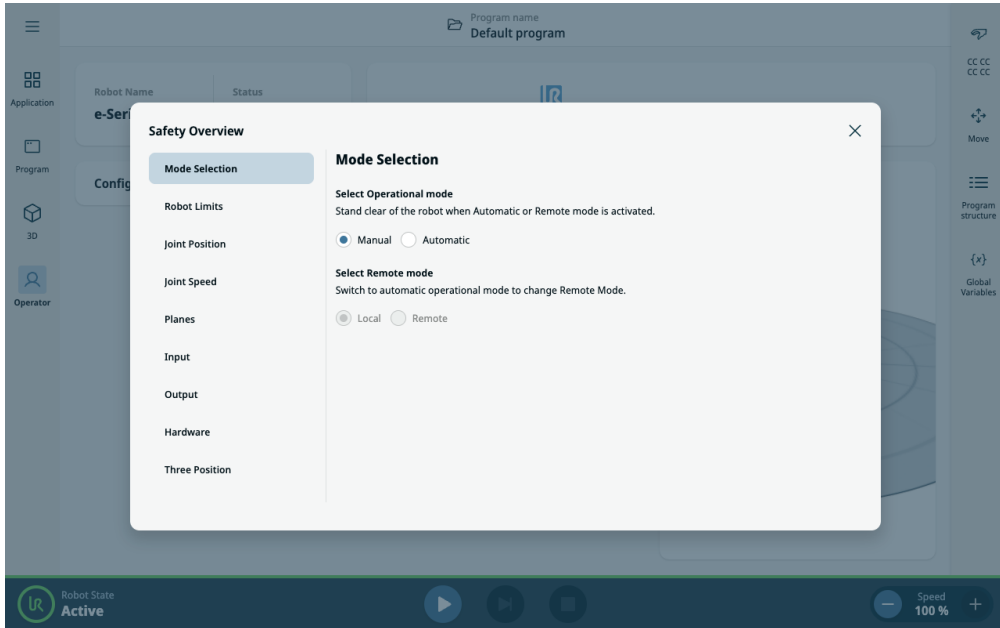 Program name
Default program
Application
Program
3D
Operator
Robot Name
Status
e-Seri
Config
Safety Overview
Mode Selection
Robot Limits
Joint Position
Joint Speed
Planes
Input
Output
Hardware
Three Position
Mode Selection
Select Operational mode
Stand clear of the robot when Automatic or Remote mode is activated.
Manual Automatic
Select Remote mode
Switch to automatic operational mode to change Remote Mode.
Local Remote
CC CC
CC CC
Move
Program
structure
{x}
Global
Variables
UR
Robot State
Active
Speed
100 %